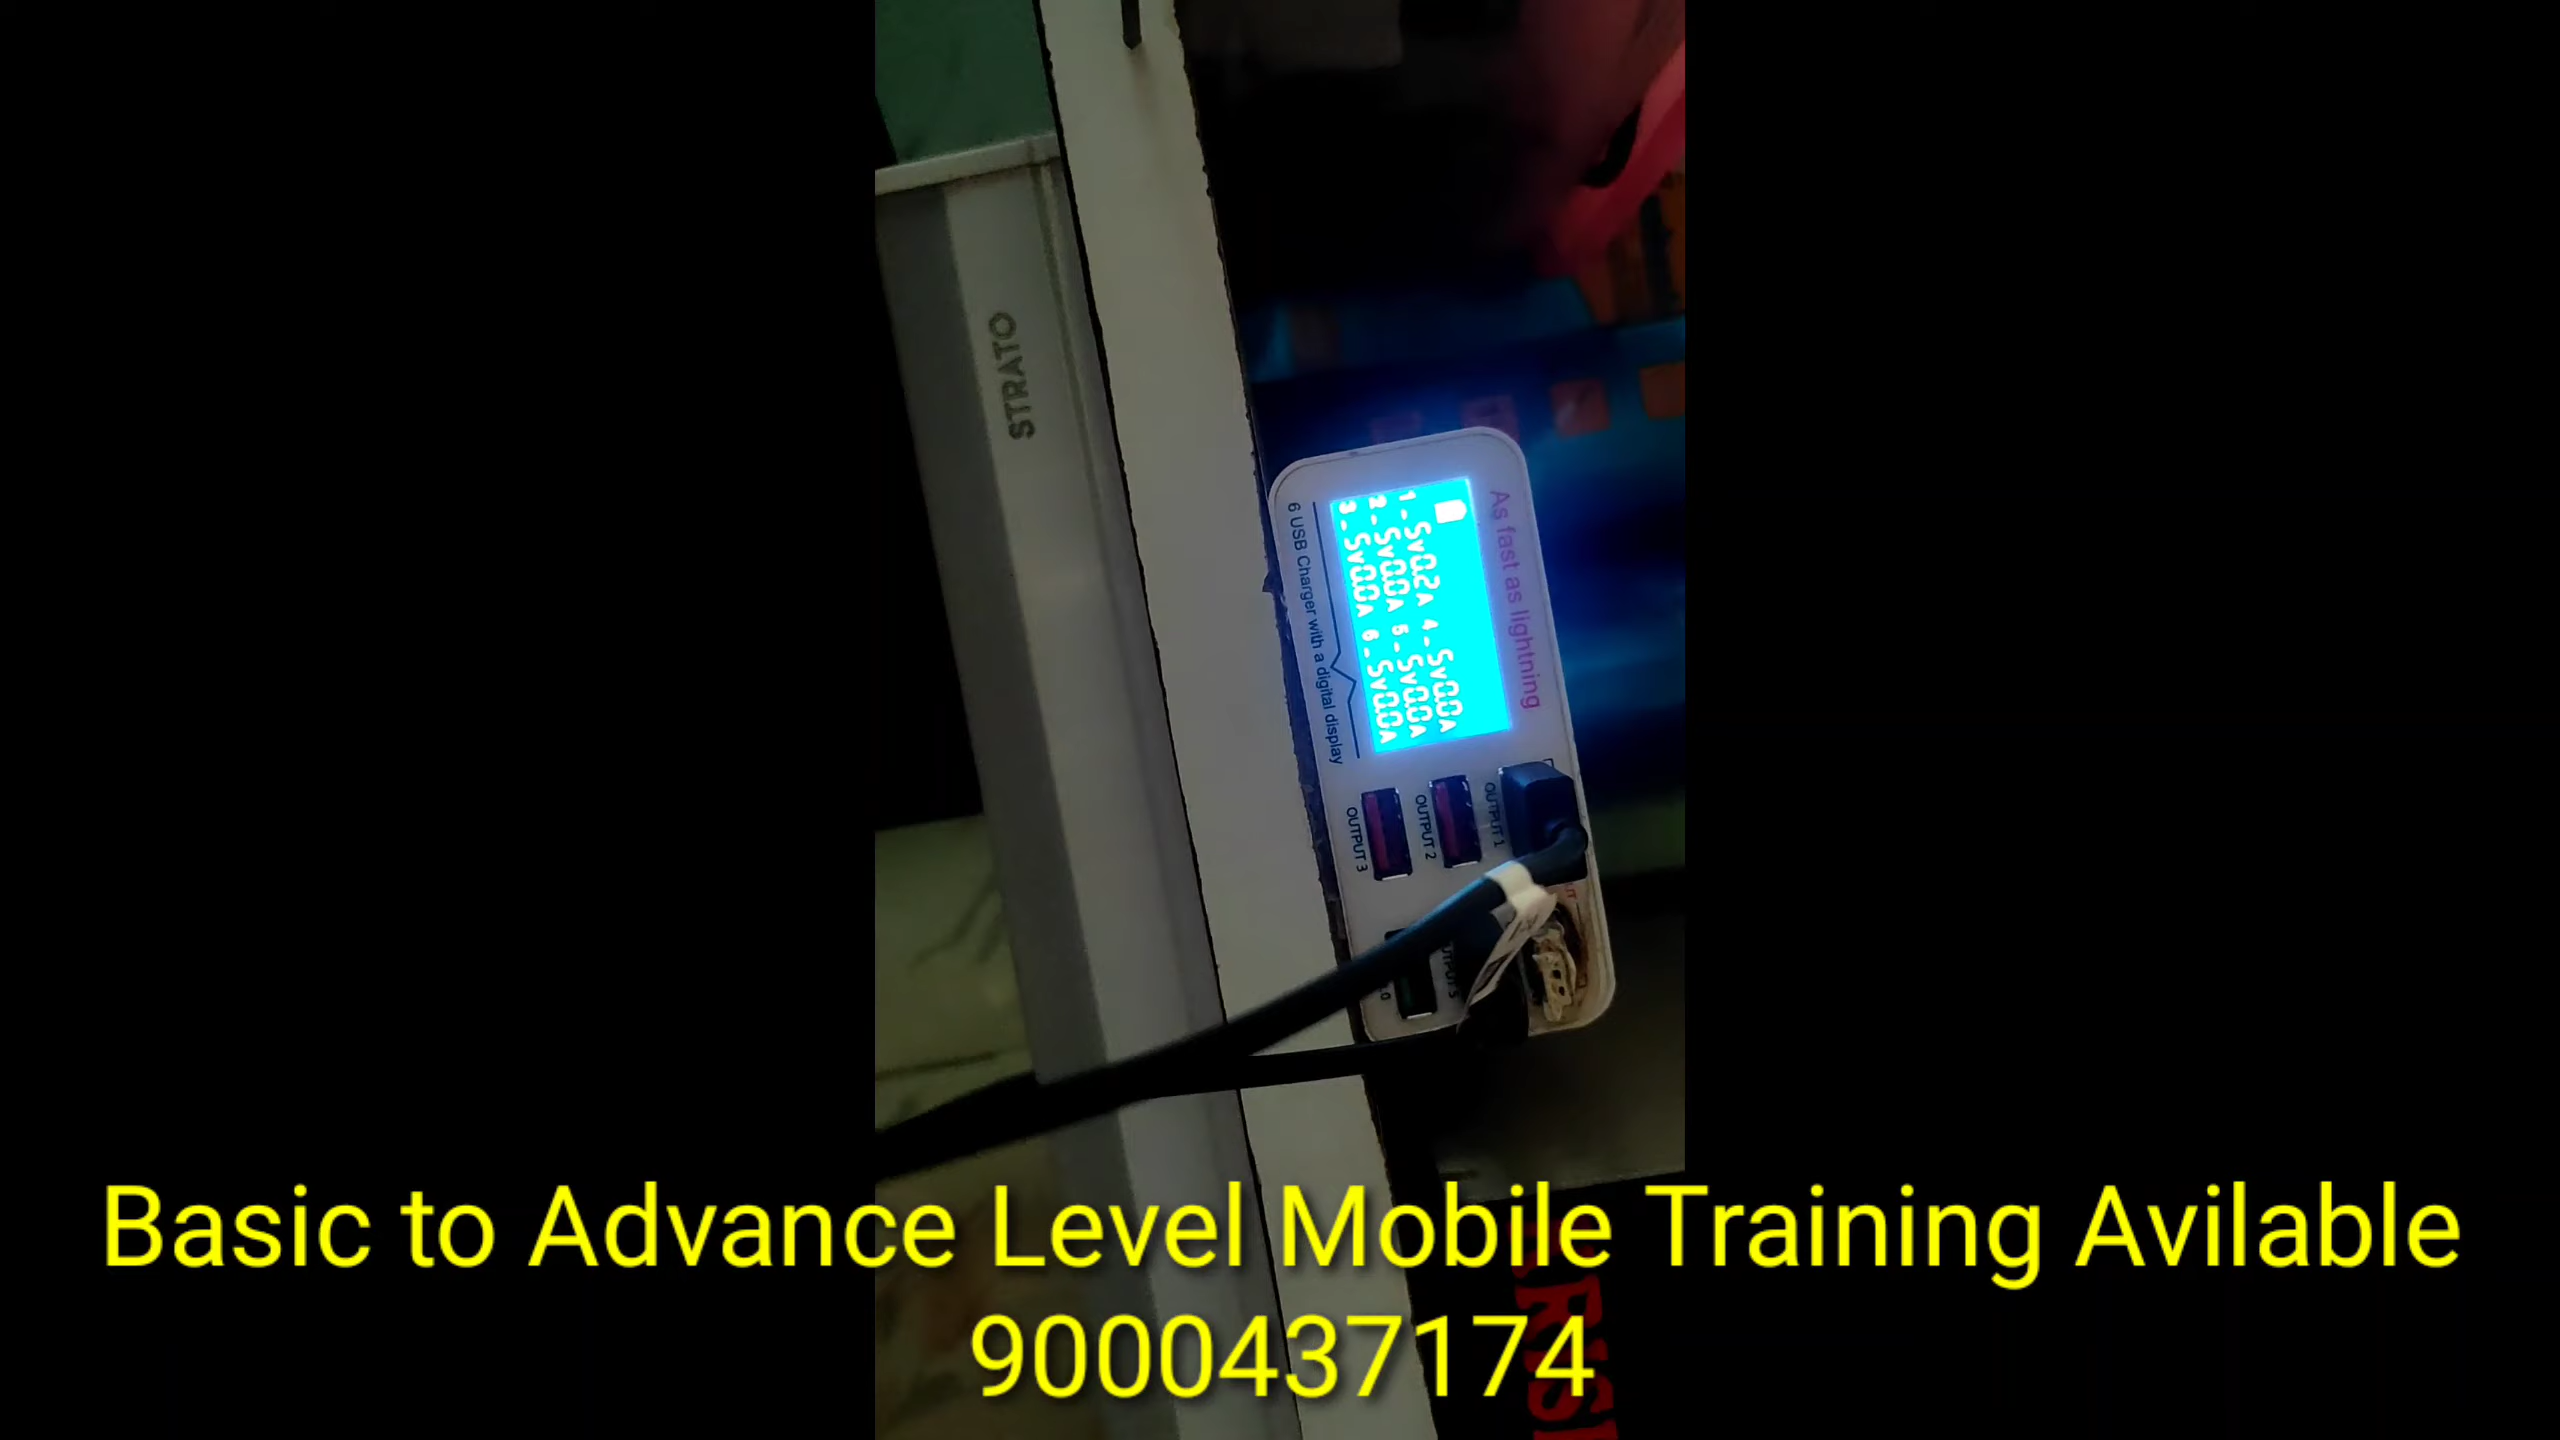 STRATO
As fast as lightning
1-5V0.2A 4-5V0.0A
2-5V0.0A 5-5V0.0A
3-5V0.0A 6-5V0.0A
6 USB Charger with a digital display
OUTPUT 1
OUTPUT 2
OUTPUT 3
Basic to Advance Level Mobile Training Avilable
9000437174